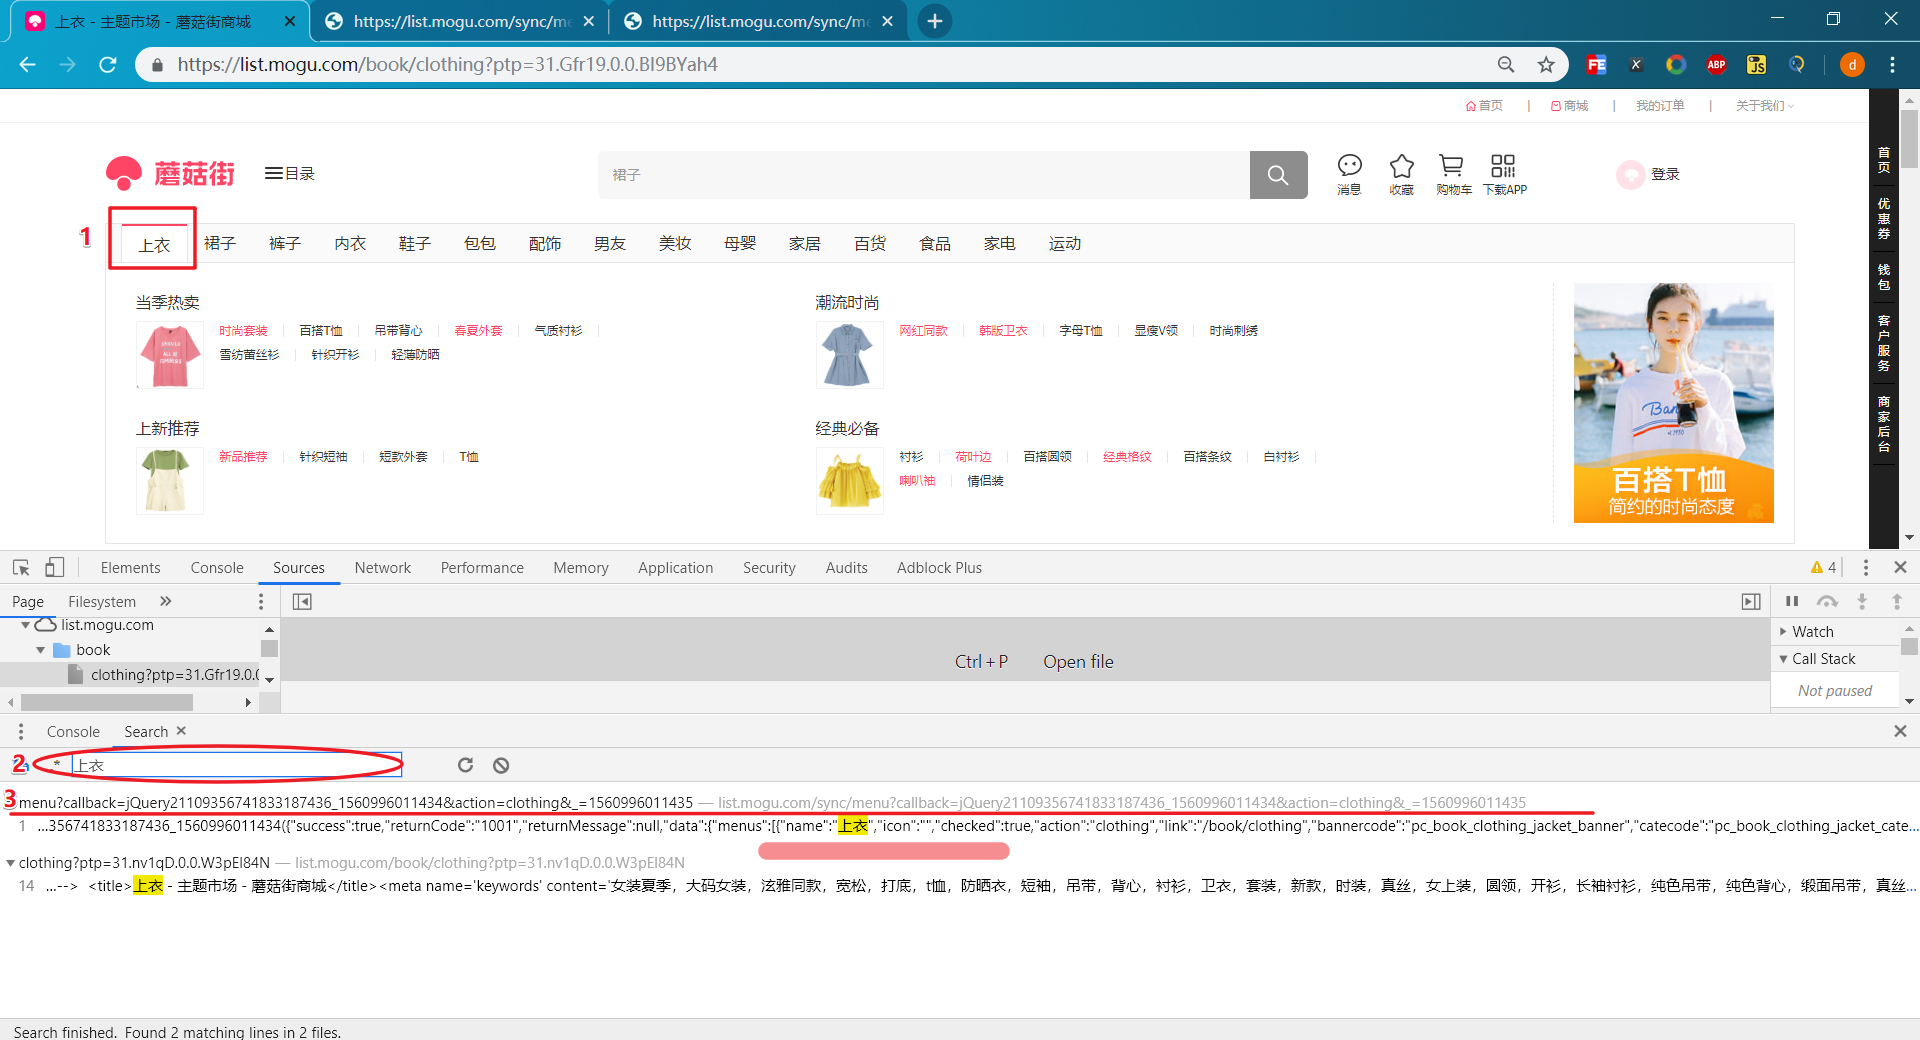 上衣 - 主题市场 - 蘑菇街商城
https://list.mogu.com/sync/me
https://list.mogu.com/sync/me
https://list.mogu.com/book/clothing?ptp=31.Gfr19.0.0.BI9BYah4
FE X ABP JS d
首页 | 商城 | 我的订单 | 关于我们
蘑菇街 目录 裙子 消息 收藏 购物车 下载APP 登录
1
上衣 裙子 裤子 内衣 鞋子 包包 配饰 男友 美妆 母婴 家居 百货 食品 家电 运动
当季热卖
时尚套装 百搭T恤 吊带背心 春夏外套 气质衬衫
雪纺蕾丝衫 针织开衫 轻薄防晒
潮流时尚
网红同款 韩版卫衣 字母T恤 显瘦V领 时尚刺绣
上新推荐
新品推荐 针织短袖 短款外套 T恤
经典必备
衬衫 荷叶边 百搭圆领 经典格纹 百搭条纹 白衬衫
喇叭袖 情侣装
百搭T恤
简约的时尚态度
首页
优惠券
钱包
客户服务
商家后台
Elements Console Sources Network Performance Memory Application Security Audits Adblock Plus 4
Page Filesystem »
list.mogu.com
book
clothing?ptp=31.Gfr19.0.0
Ctrl + P Open file
Watch
Call Stack
Not paused
Console Search
2 .* 上衣
3
menu?callback=jQuery21109356741833187436_1560996011434&action=clothing&_=1560996011435 — list.mogu.com/sync/menu?callback=jQuery21109356741833187436_1560996011434&action=clothing&_=1560996011435
1 …356741833187436_1560996011434({"success":true,"returnCode":"1001","returnMessage":null,"data":{"menus":[{"name":"上衣","icon":"","checked":true,"action":"clothing","link":"/book/clothing","bannercode":"pc_book_clothing_jacket_banner","catecode":"pc_book_clothing_jacket_cate…
clothing?ptp=31.nv1qD.0.0.W3pEI84N — list.mogu.com/book/clothing?ptp=31.nv1qD.0.0.W3pEI84N
14 …--> <title>上衣 - 主题市场 - 蘑菇街商城</title><meta name='keywords' content='女装夏季，大码女装，泫雅同款，宽松，打底，t恤，防晒衣，短袖，吊带，背心，衬衫，卫衣，套装，新款，时装，真丝，女上装，圆领，开衫，长袖衬衫，纯色吊带，纯色背心，缎面吊带，真丝…
Search finished. Found 2 matching lines in 2 files.